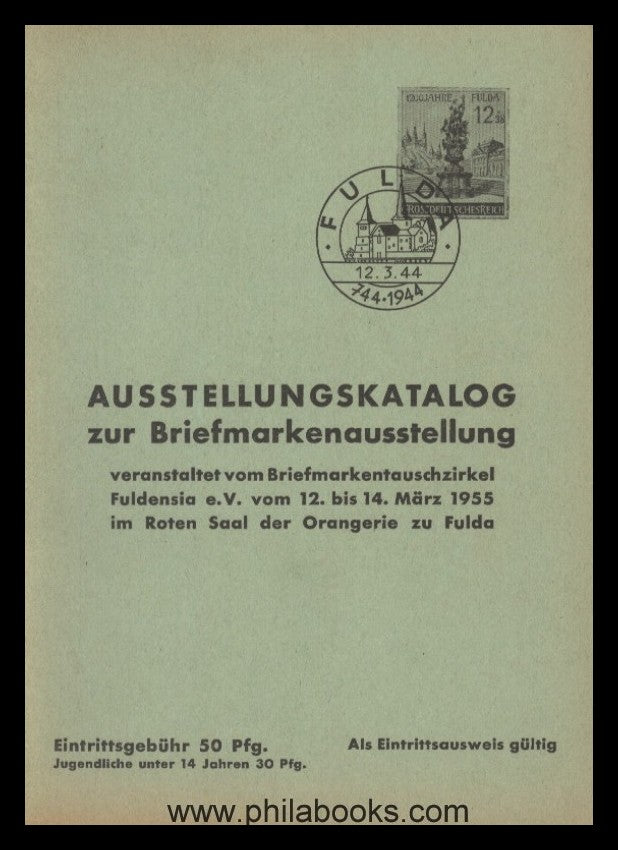 1200 JAHRE FULDA
12+38
GROSSDEUTSCHES REICH
FULDA
12.3.44
744·1944
AUSSTELLUNGSKATALOG
zur Briefmarkenausstellung
veranstaltet vom Briefmarkentauschzirkel
Fuldensia e.V. vom 12. bis 14. März 1955
im Roten Saal der Orangerie zu Fulda
Eintrittsgebühr 50 Pfg.
Jugendliche unter 14 Jahren 30 Pfg.
Als Eintrittsausweis gültig
www.philabooks.com